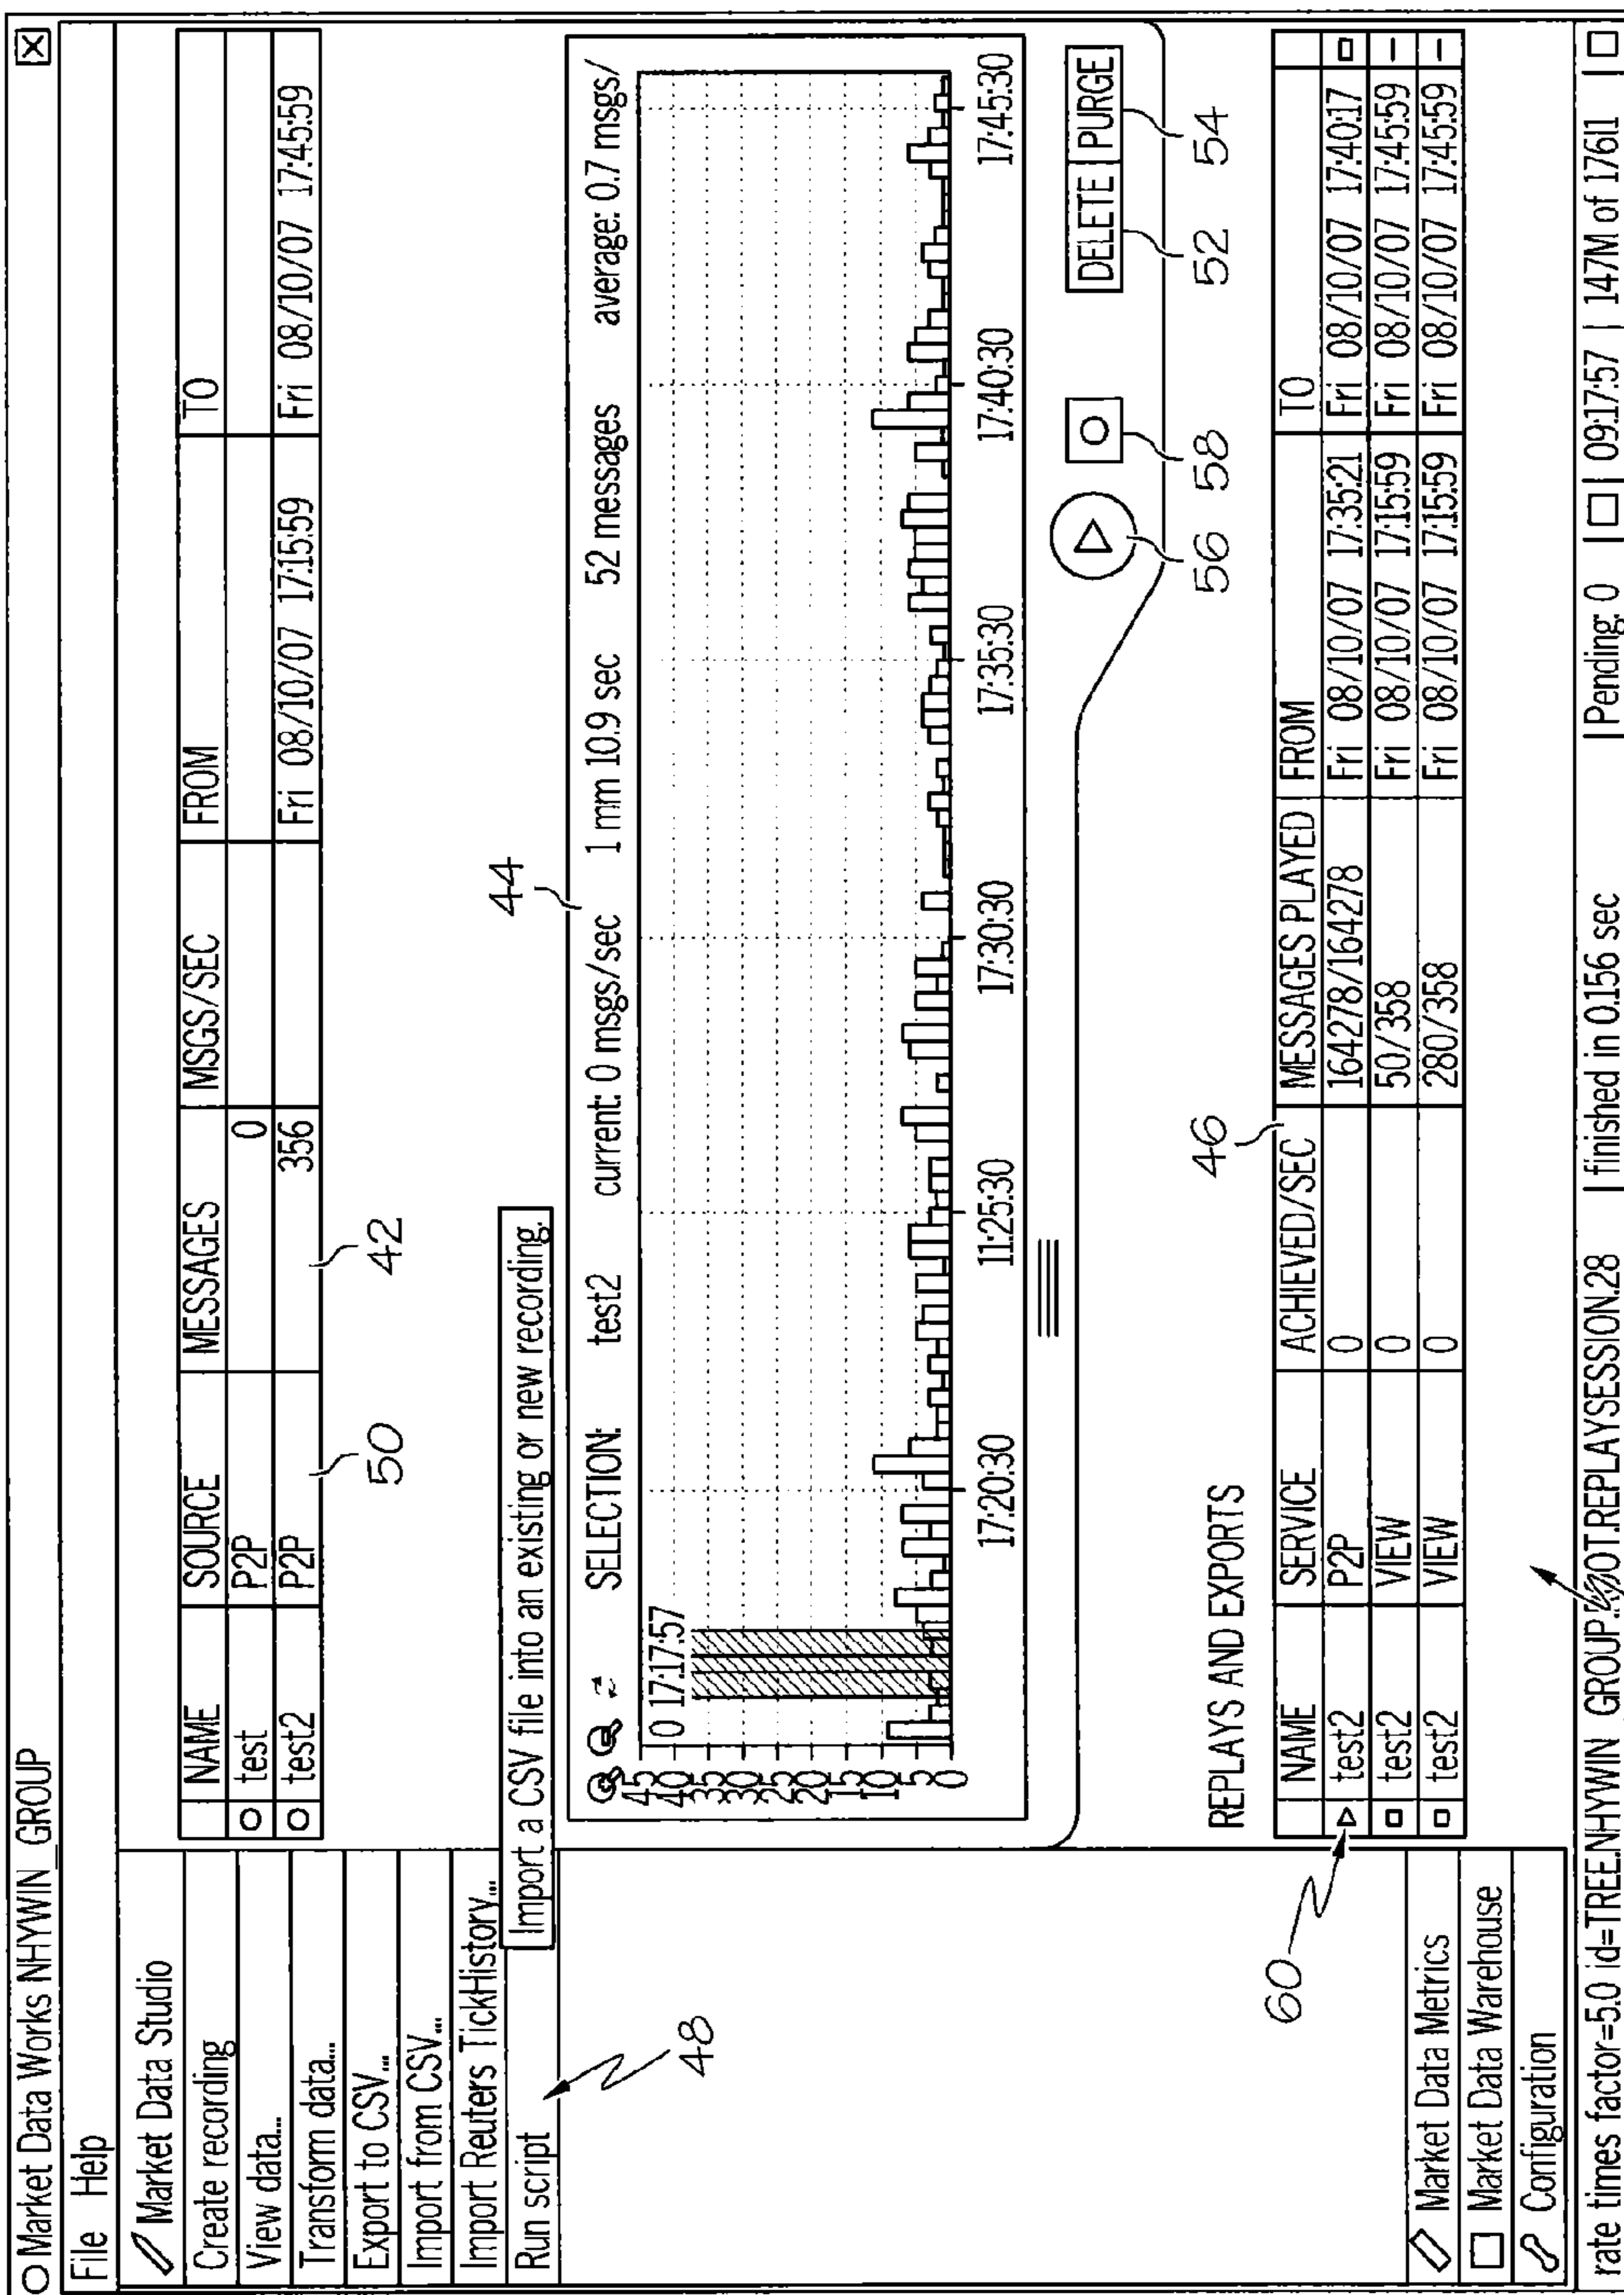 Market Data Works NHYWIN_GROUP
File Help
Market Data Studio
Create recording
View data...
Transform data...
Export to CSV...
Import from CSV...
Import Reuters TickHistory...
Run script
48
Import a CSV file into an existing or new recording.
NAME SOURCE MESSAGES MSGS/SEC FROM TO
test P2P 0
test2 P2P 356 Fri 08/10/07 17:15:59 Fri 08/10/07 17:45:59
50
42
44
SELECTION: test2 current: 0 msgs/sec 1 mm 10.9 sec 52 messages average: 0.7 msgs/
0 17:17:57
45
40
35
30
25
20
15
10
5
0
17:20:30 11:25:30 17:30:30 17:35:30 17:40:30 17:45:30
DELETE PURGE
56 58 52 54
REPLAYS AND EXPORTS
46
60
NAME SERVICE ACHIEVED/SEC MESSAGES PLAYED FROM TO
test2 P2P 0 164278/164278 Fri 08/10/07 17:35:21 Fri 08/10/07 17:40:17
test2 VIEW 0 50/358 Fri 08/10/07 17:15:59 Fri 08/10/07 17:45:59
test2 VIEW 0 280/358 Fri 08/10/07 17:15:59 Fri 08/10/07 17:45:59
Market Data Metrics
Market Data Warehouse
Configuration
rate times factor=5.0 id=TREE.NHYWIN GROUP. REPLAYSESSION.28 | finished in 0.156 sec | Pending: 0 | 09:17:57 | 147M of 17611